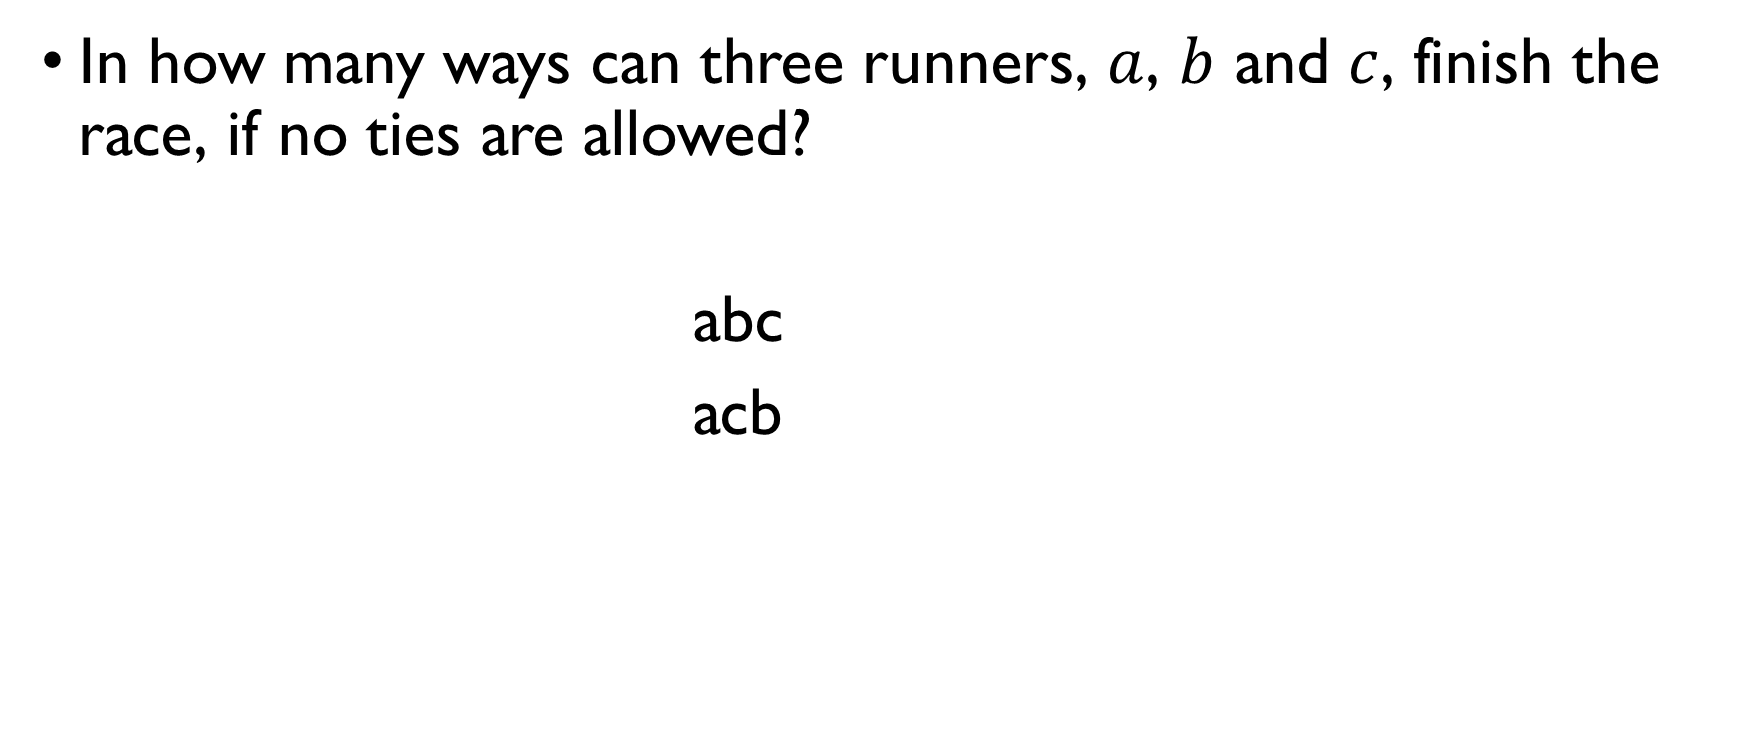 • In how many ways can three runners, a, b and c, finish the
race, if no ties are allowed?
abc
acb